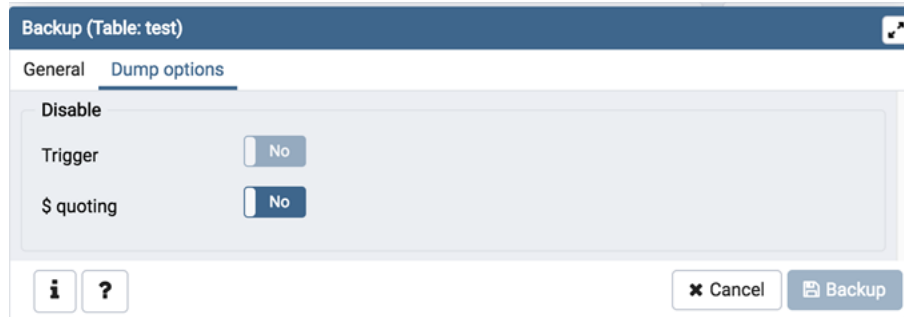 Backup (Table: test)
General Dump options
Disable
Trigger No
$ quoting No
i ? Cancel Backup